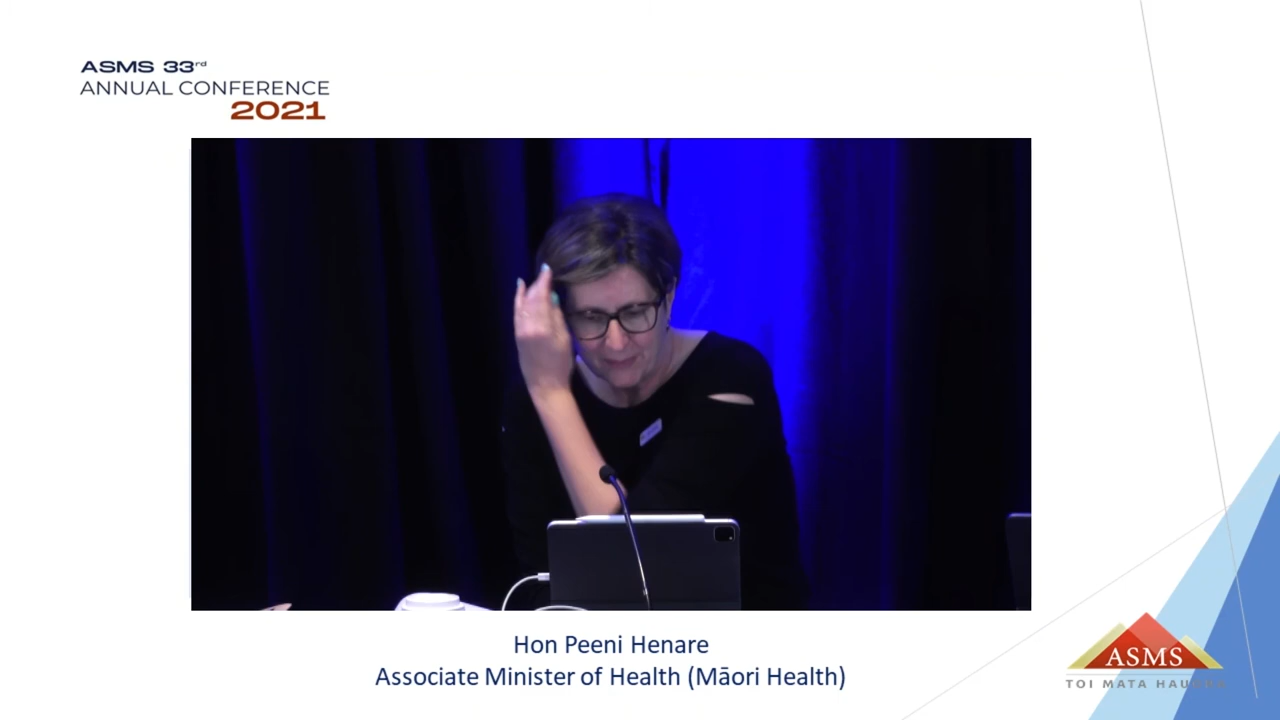 ASMS 33rd
ANNUAL CONFERENCE
2021
Hon Peeni Henare
Associate Minister of Health (Māori Health)
ASMS
TOI MATA HAUORA